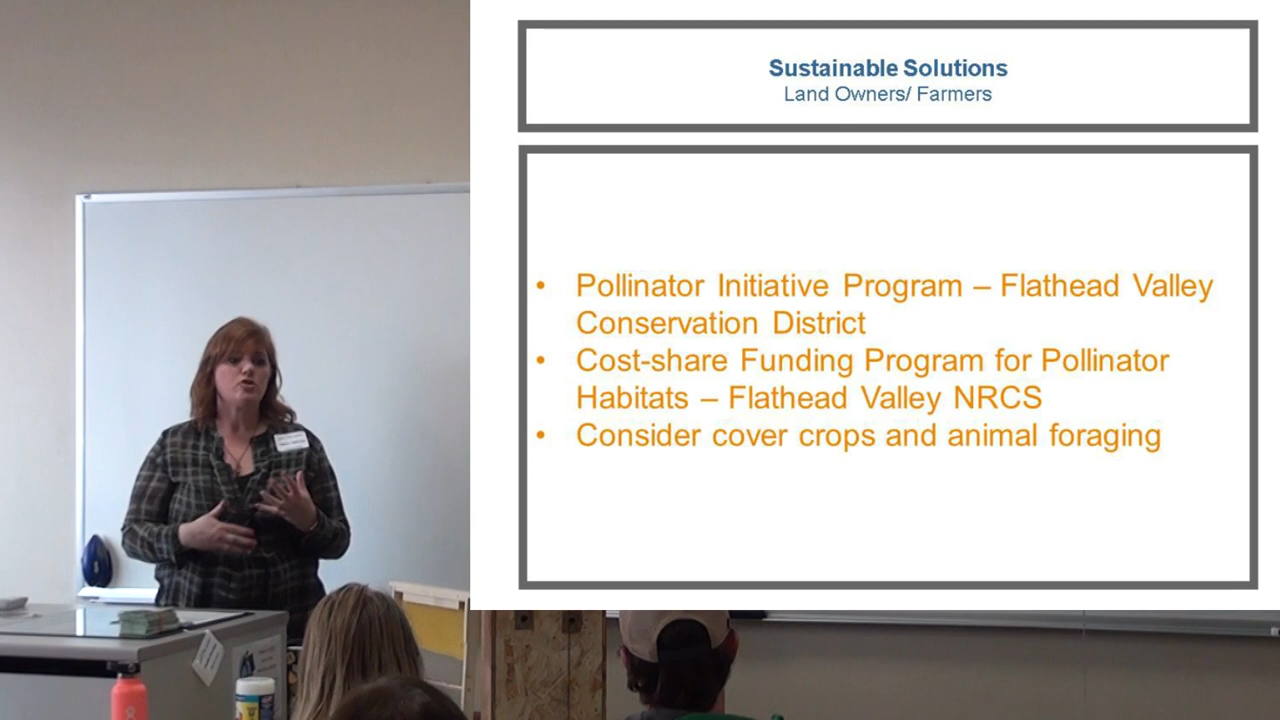 Sustainable Solutions
Land Owners/ Farmers
• Pollinator Initiative Program – Flathead Valley
Conservation District
• Cost-share Funding Program for Pollinator
Habitats – Flathead Valley NRCS
• Consider cover crops and animal foraging